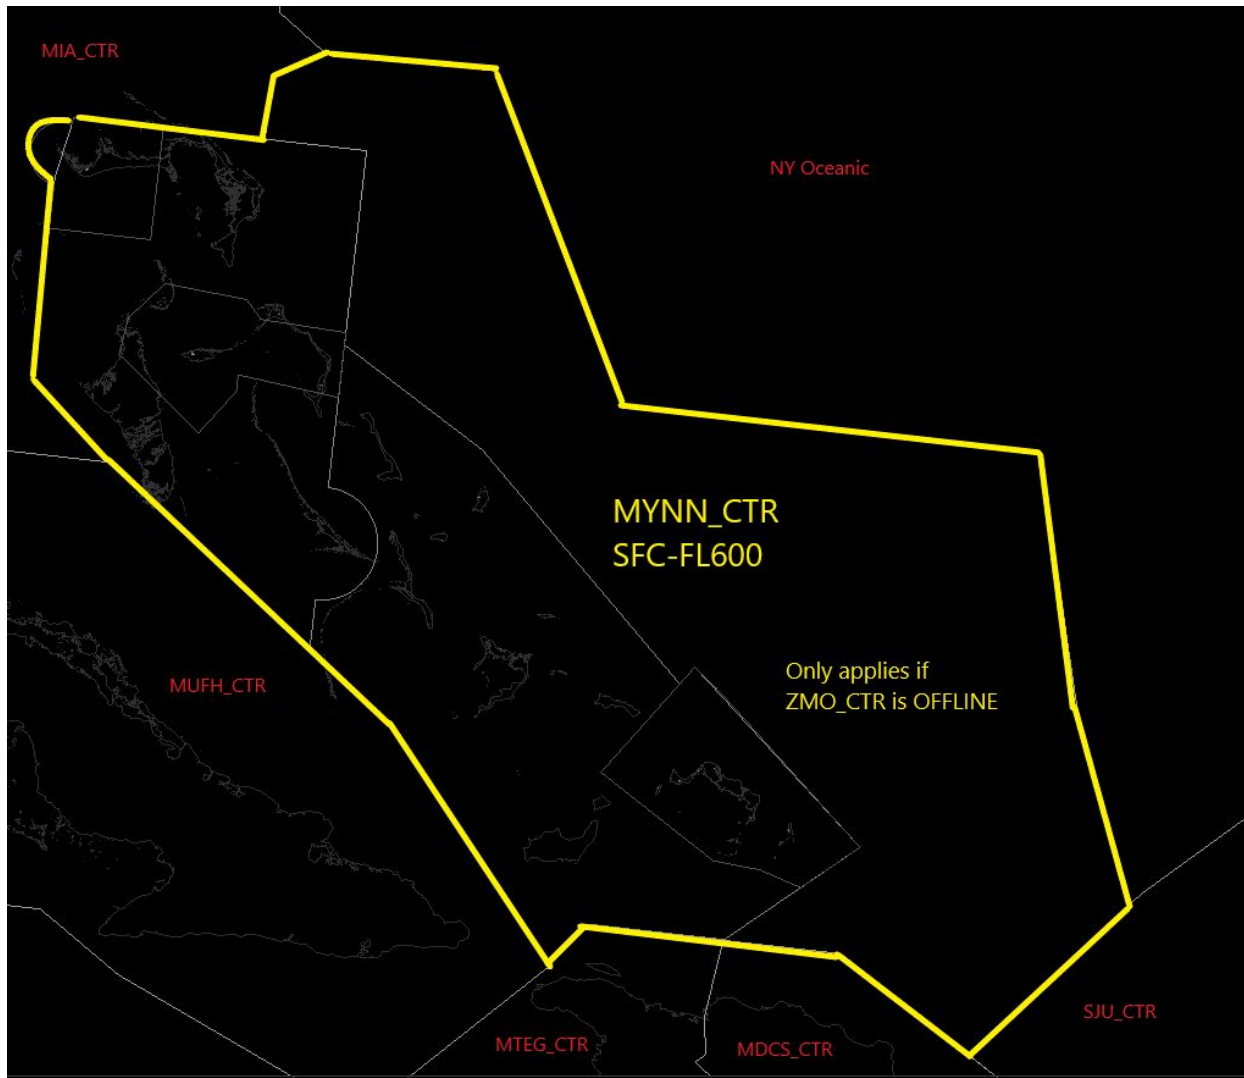 MIA_CTR
NY Oceanic
MYNN_CTR
SFC-FL600
Only applies if
ZMO_CTR is OFFLINE
MUFH_CTR
SJU_CTR
MTEG_CTR
MDCS_CTR